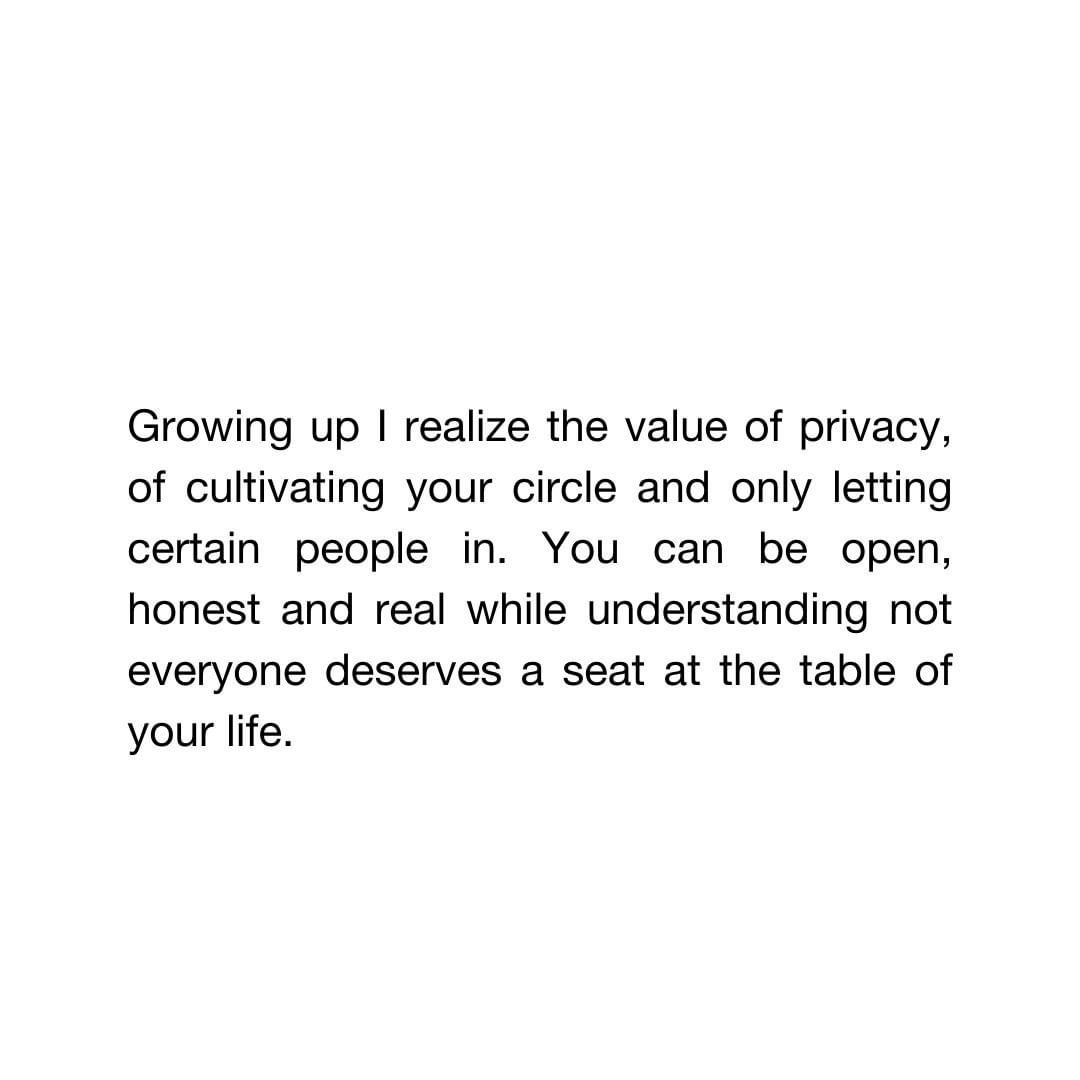 Growing up I realize the value of privacy,
of cultivating your circle and only letting
certain people in. You can be open,
honest and real while understanding not
everyone deserves a seat at the table of
your life.